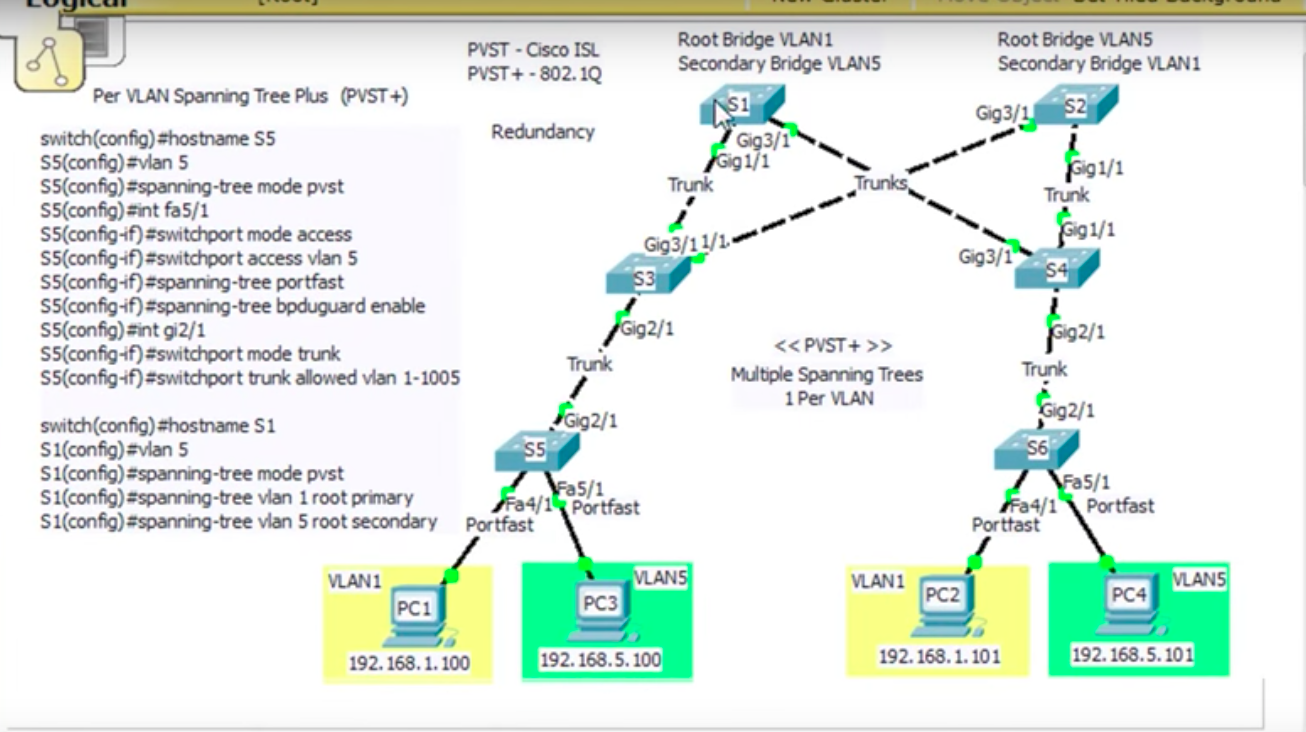 Logical
[Root]
New Cluster
Move Object
Set Tiled Background
PVST - Cisco ISL
PVST+ - 802.1Q
Root Bridge VLAN1
Secondary Bridge VLAN5
Root Bridge VLAN5
Secondary Bridge VLAN1
Per VLAN Spanning Tree Plus (PVST+)
Redundancy
switch(config)#hostname S5
S5(config)#vlan 5
S5(config)#spanning-tree mode pvst
S5(config)#int fa5/1
S5(config-if)#switchport mode access
S5(config-if)#switchport access vlan 5
S5(config-if)#spanning-tree portfast
S5(config-if)#spanning-tree bpduguard enable
S5(config)#int gi2/1
S5(config-if)#switchport mode trunk
S5(config-if)#switchport trunk allowed vlan 1-1005
switch(config)#hostname S1
S1(config)#vlan 5
S1(config)#spanning-tree mode pvst
S1(config)#spanning-tree vlan 1 root primary
S1(config)#spanning-tree vlan 5 root secondary
S1
S2
Gig3/1
Gig3/1
Gig1/1
Gig1/1
Trunk
Trunks
Trunk
Gig1/1
Gig3/1
1/1
Gig3/1
S3
S4
Gig2/1
Gig2/1
<< PVST+ >>
Multiple Spanning Trees
1 Per VLAN
Trunk
Trunk
Gig2/1
Gig2/1
S5
S6
Fa4/1
Fa5/1
Portfast
Portfast
Fa4/1
Fa5/1
Portfast
Portfast
VLAN1
PC1
192.168.1.100
VLAN5
PC3
192.168.5.100
VLAN1
PC2
192.168.1.101
VLAN5
PC4
192.168.5.101